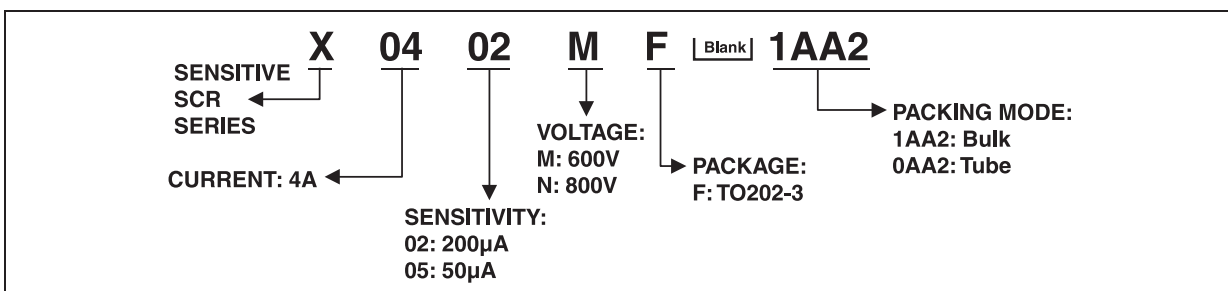 X 04 02 M F Blank 1AA2
SENSITIVE
SCR
SERIES
CURRENT: 4A
SENSITIVITY:
02: 200µA
05: 50µA
VOLTAGE:
M: 600V
N: 800V
PACKAGE:
F: TO202-3
PACKING MODE:
1AA2: Bulk
0AA2: Tube